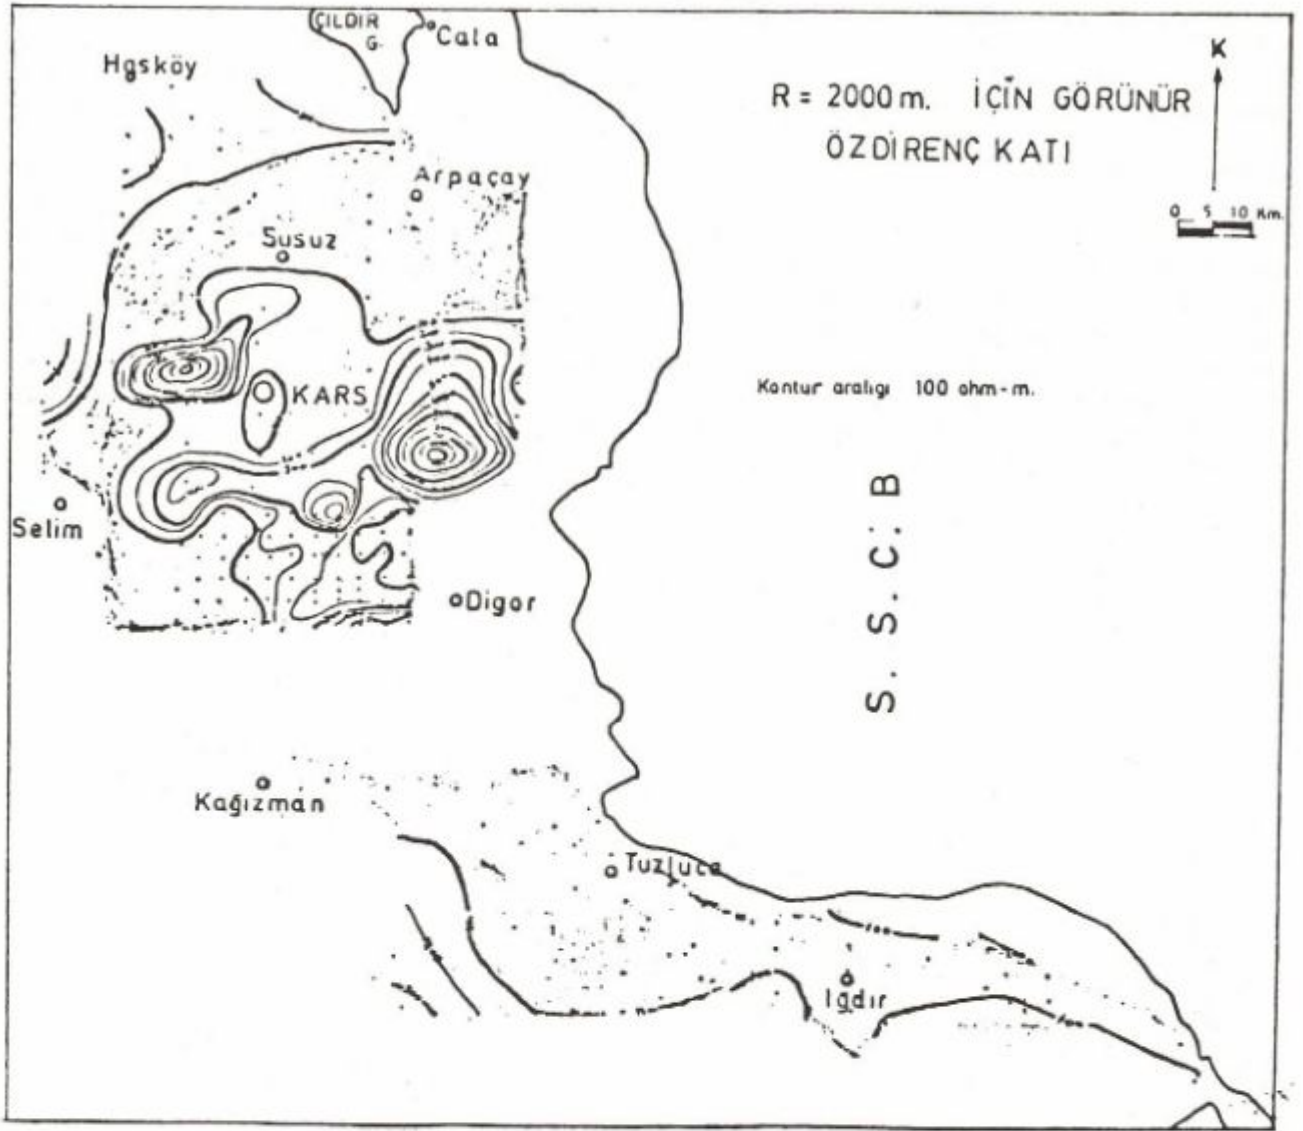 ÇILDIR
G.
Cala
Hasköy
K
R = 2000 m. İÇİN GÖRÜNÜR
ÖZDİRENÇ KATI
0 5 10 Km.
Arpaçay
Susuz
KARS
Kontur aralığı 100 ohm-m.
Selim
S. S. C. B
Digor
Kağızman
Tuzluca
Iğdır